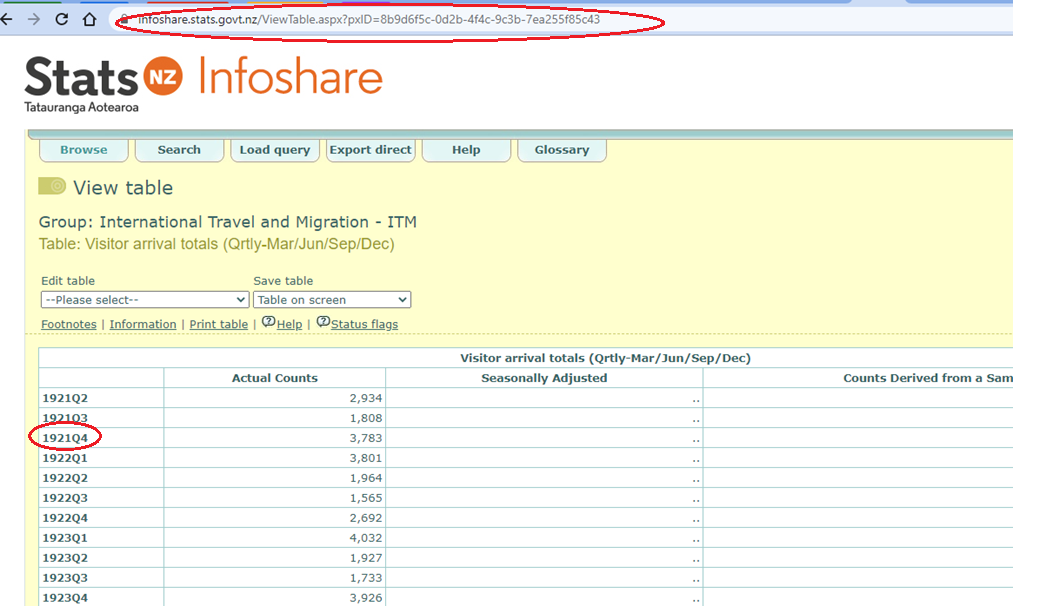 infoshare.stats.govt.nz/ViewTable.aspx?pxID=8b9d6f5c-0d2b-4f4c-9c3b-7ea255f85c43
Stats NZ Infoshare
Tatauranga Aotearoa
Browse Search Load query Export direct Help Glossary
View table
Group: International Travel and Migration - ITM
Table: Visitor arrival totals (Qrtly-Mar/Jun/Sep/Dec)
Edit table Save table
--Please select-- Table on screen
Footnotes | Information | Print table | ? Help | ? Status flags
Visitor arrival totals (Qrtly-Mar/Jun/Sep/Dec)
Actual Counts Seasonally Adjusted Counts Derived from a Sam
1921Q2 2,934 ..
1921Q3 1,808 ..
1921Q4 3,783 ..
1922Q1 3,801 ..
1922Q2 1,964 ..
1922Q3 1,565 ..
1922Q4 2,692 ..
1923Q1 4,032 ..
1923Q2 1,927 ..
1923Q3 1,733 ..
1923Q4 3,926 ..